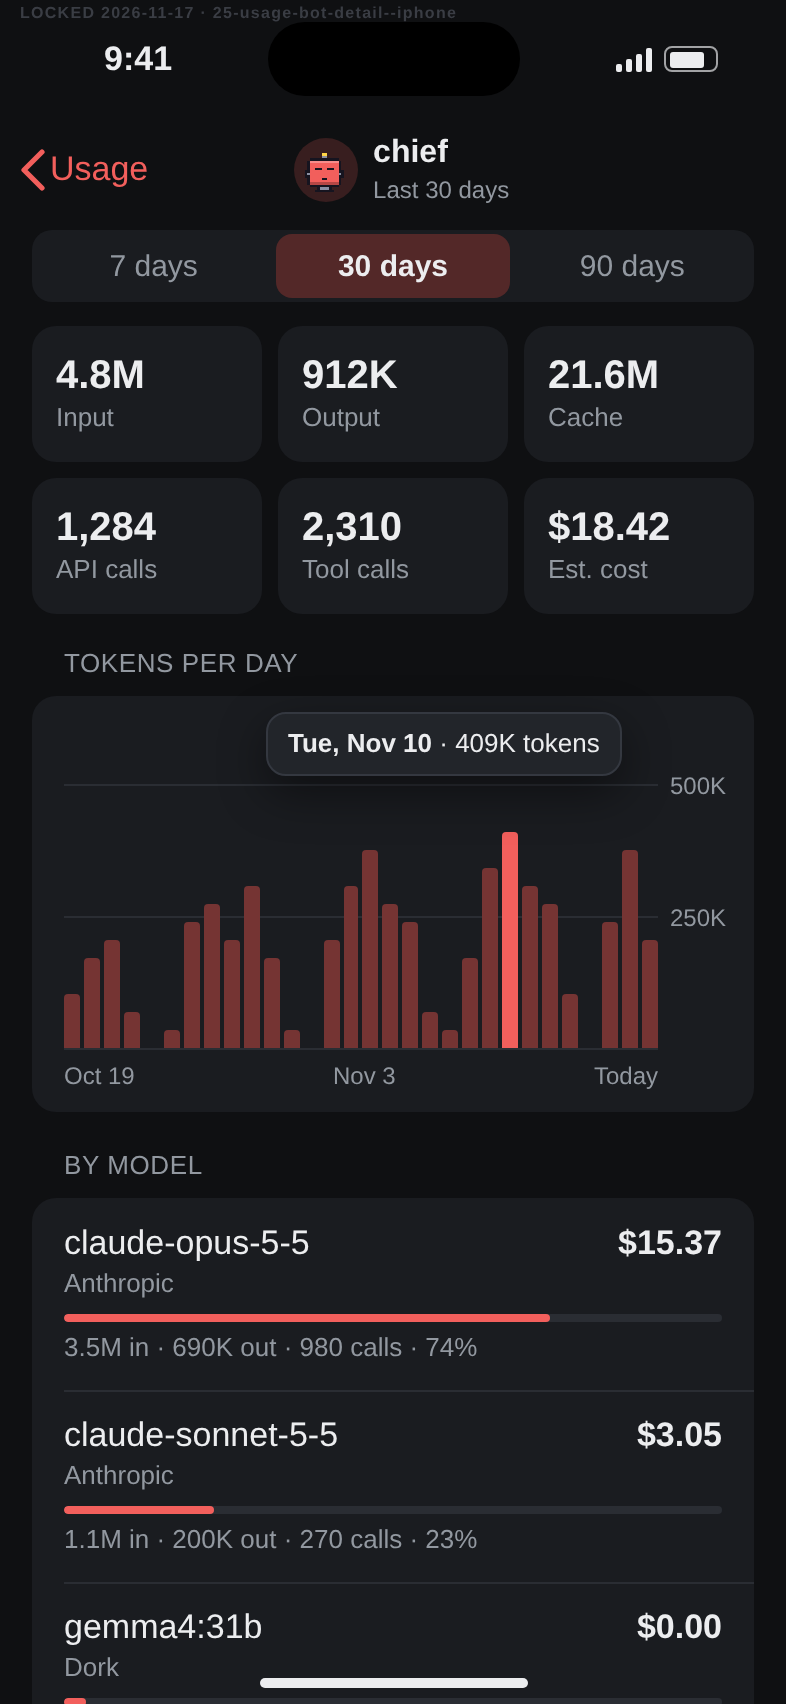 LOCKED 2026-11-17 · 25-usage-bot-detail--iphone
9:41
Usage
chief
Last 30 days
7 days
30 days
90 days
4.8M
Input
912K
Output
21.6M
Cache
1,284
API calls
2,310
Tool calls
$18.42
Est. cost
TOKENS PER DAY
Tue, Nov 10 · 409K tokens
500K
250K
Oct 19
Nov 3
Today
BY MODEL
claude-opus-5-5
$15.37
Anthropic
3.5M in · 690K out · 980 calls · 74%
claude-sonnet-5-5
$3.05
Anthropic
1.1M in · 200K out · 270 calls · 23%
gemma4:31b
$0.00
Dork